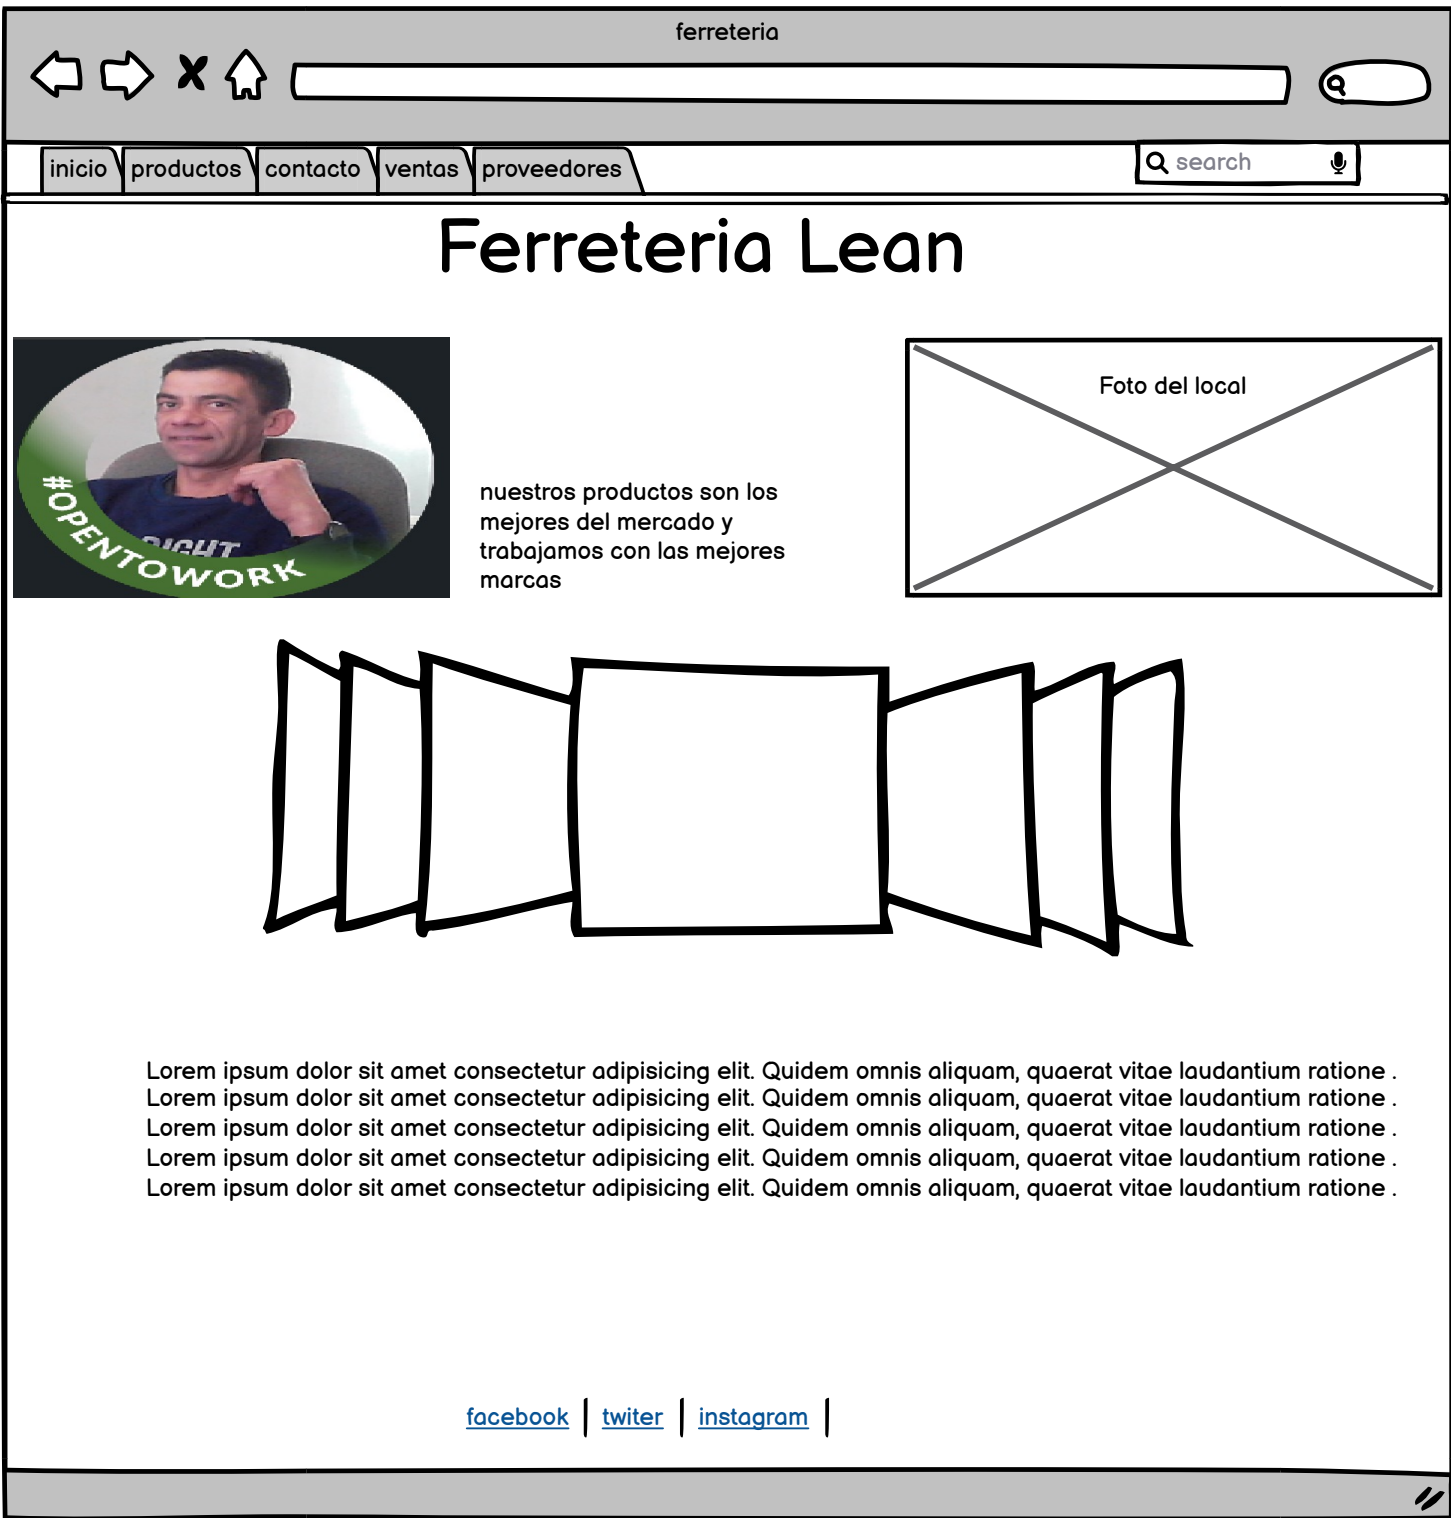 ferreteria
inicio productos contacto ventas proveedores
search
Ferreteria Lean
#OPENTOWORK
nuestros productos son los
mejores del mercado y
trabajamos con las mejores
marcas
Foto del local
Lorem ipsum dolor sit amet consectetur adipisicing elit. Quidem omnis aliquam, quaerat vitae laudantium ratione .
Lorem ipsum dolor sit amet consectetur adipisicing elit. Quidem omnis aliquam, quaerat vitae laudantium ratione .
Lorem ipsum dolor sit amet consectetur adipisicing elit. Quidem omnis aliquam, quaerat vitae laudantium ratione .
Lorem ipsum dolor sit amet consectetur adipisicing elit. Quidem omnis aliquam, quaerat vitae laudantium ratione .
Lorem ipsum dolor sit amet consectetur adipisicing elit. Quidem omnis aliquam, quaerat vitae laudantium ratione .
facebook | twiter | instagram |